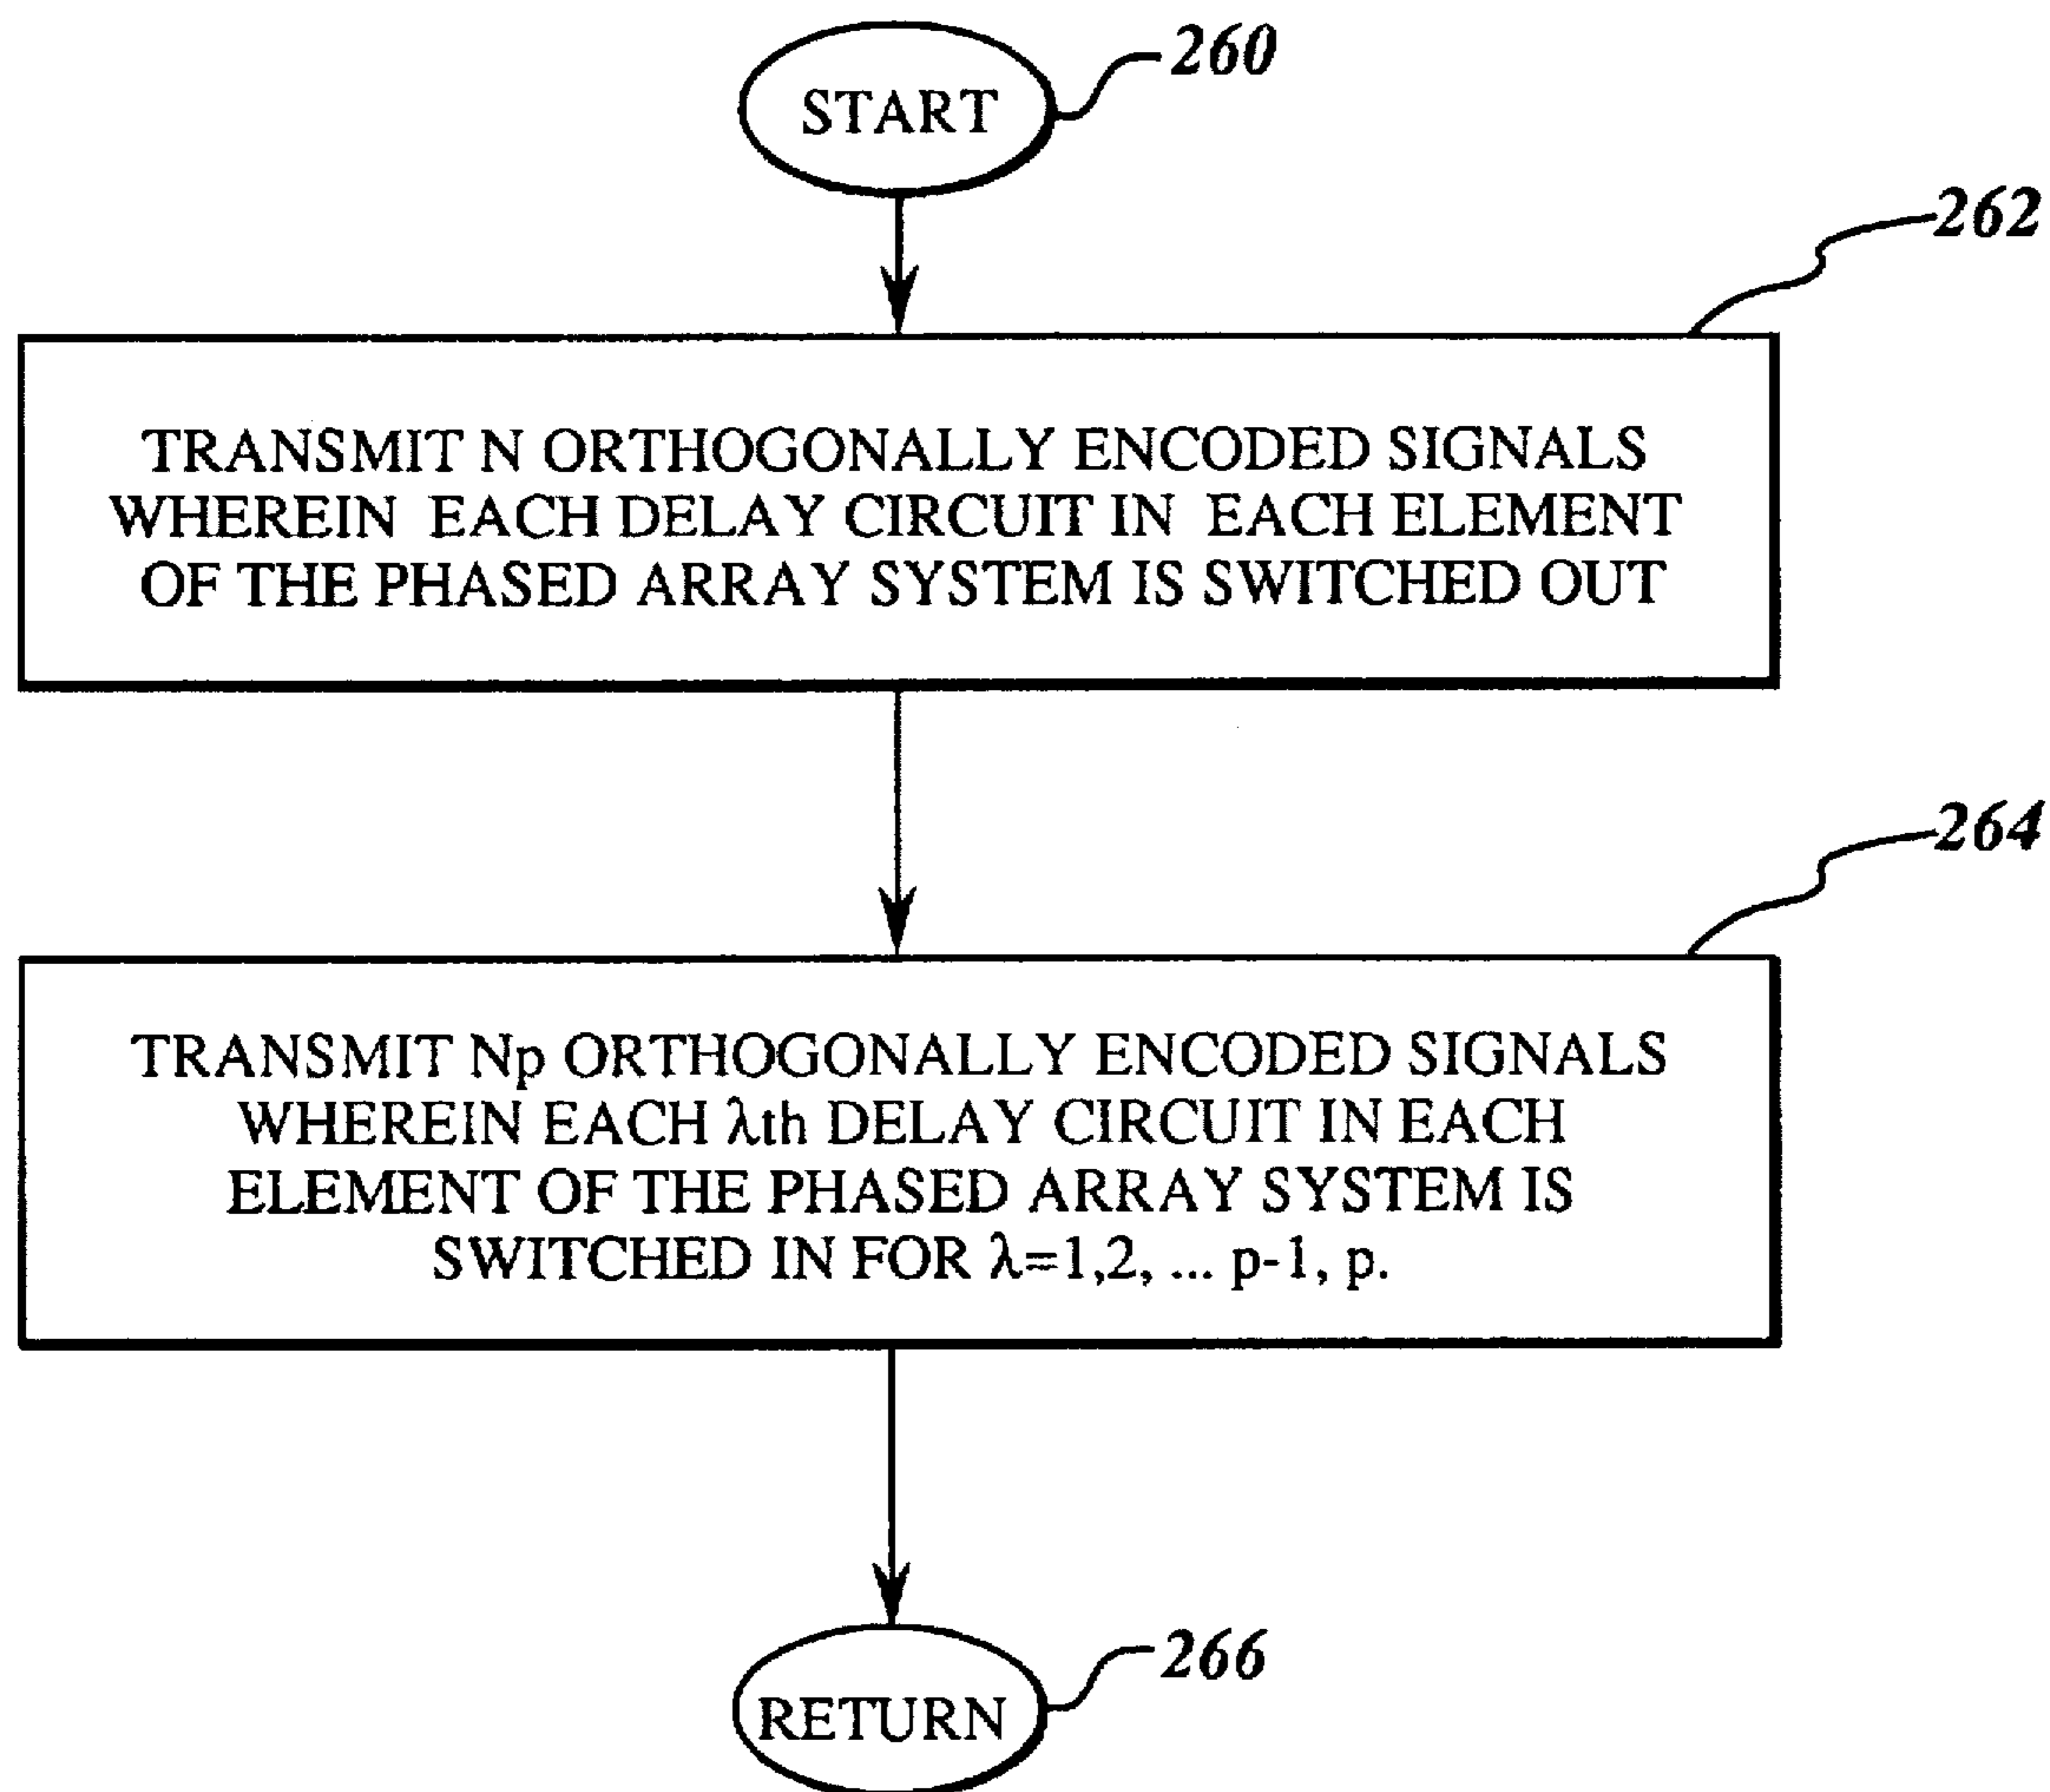 START
260
262
TRANSMIT N ORTHOGONALLY ENCODED SIGNALS
WHEREIN EACH DELAY CIRCUIT IN EACH ELEMENT
OF THE PHASED ARRAY SYSTEM IS SWITCHED OUT
264
TRANSMIT Np ORTHOGONALLY ENCODED SIGNALS
WHEREIN EACH λth DELAY CIRCUIT IN EACH
ELEMENT OF THE PHASED ARRAY SYSTEM IS
SWITCHED IN FOR λ=1,2, ... p-1, p.
266
RETURN